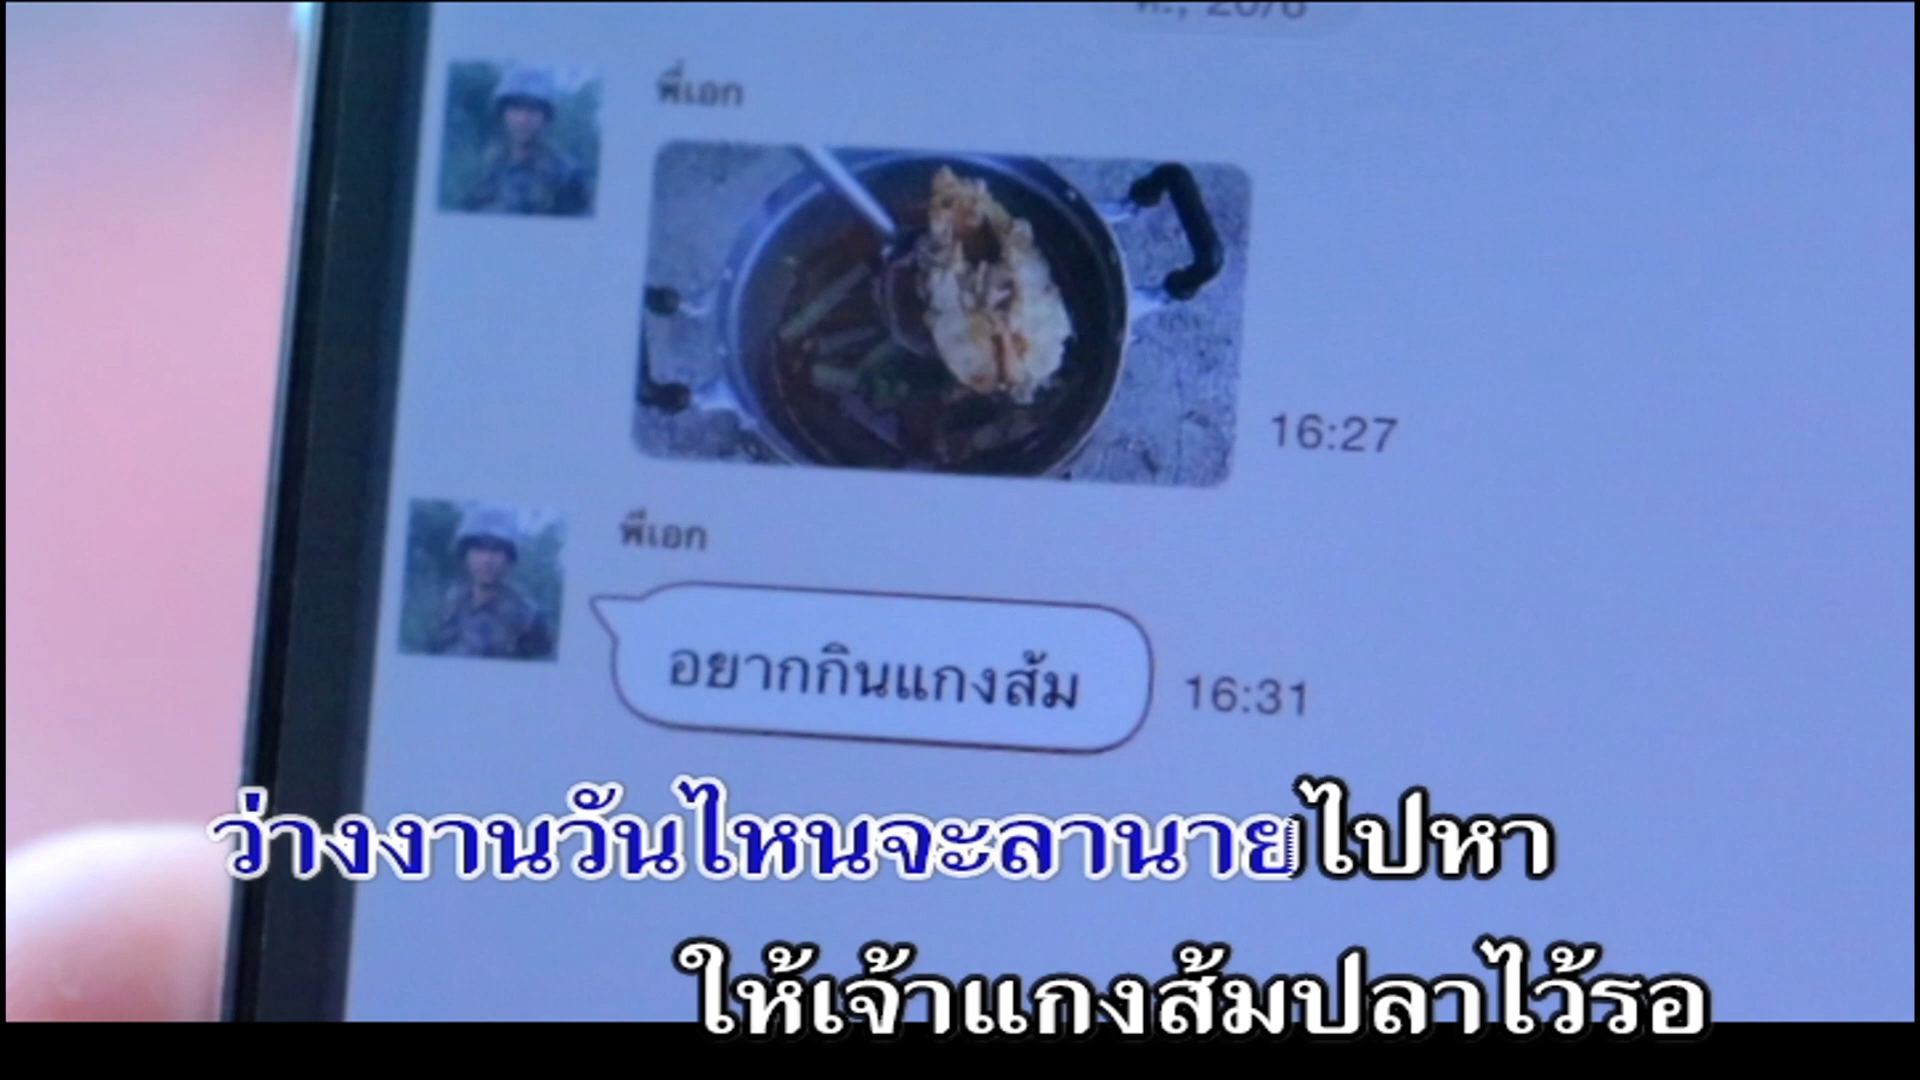 พี่เอก
16:27
พี่เอก
อยากกินแกงส้ม
16:31
ว่างงานวันไหนจะลานายไปหา
ให้เจ้าแกงส้มปลาไว้รอ